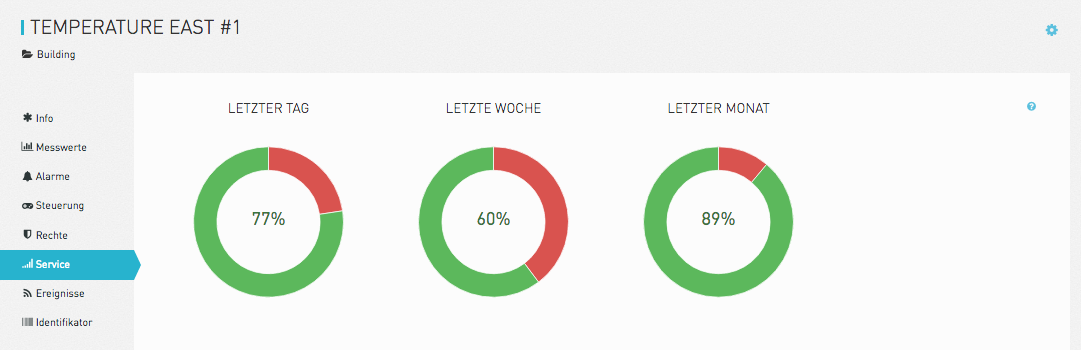 TEMPERATURE EAST #1
Building
Info
Messwerte
Alarme
Steuerung
Rechte
Service
Ereignisse
Identifikator
LETZTER TAG
LETZTE WOCHE
LETZTER MONAT
77%
60%
89%